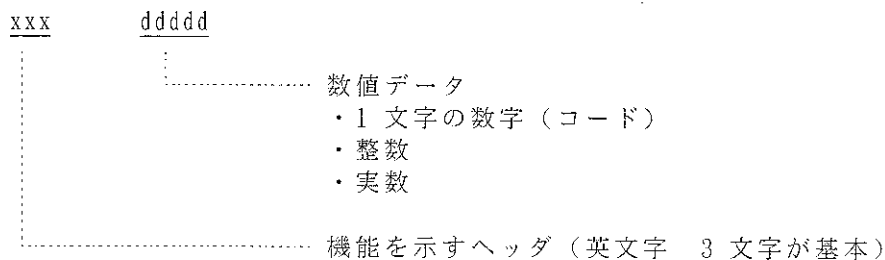 xxx ddddd
数値データ
・1 文字の数字（コード）
・整数
・実数
機能を示すヘッダ（英文字 3 文字が基本）